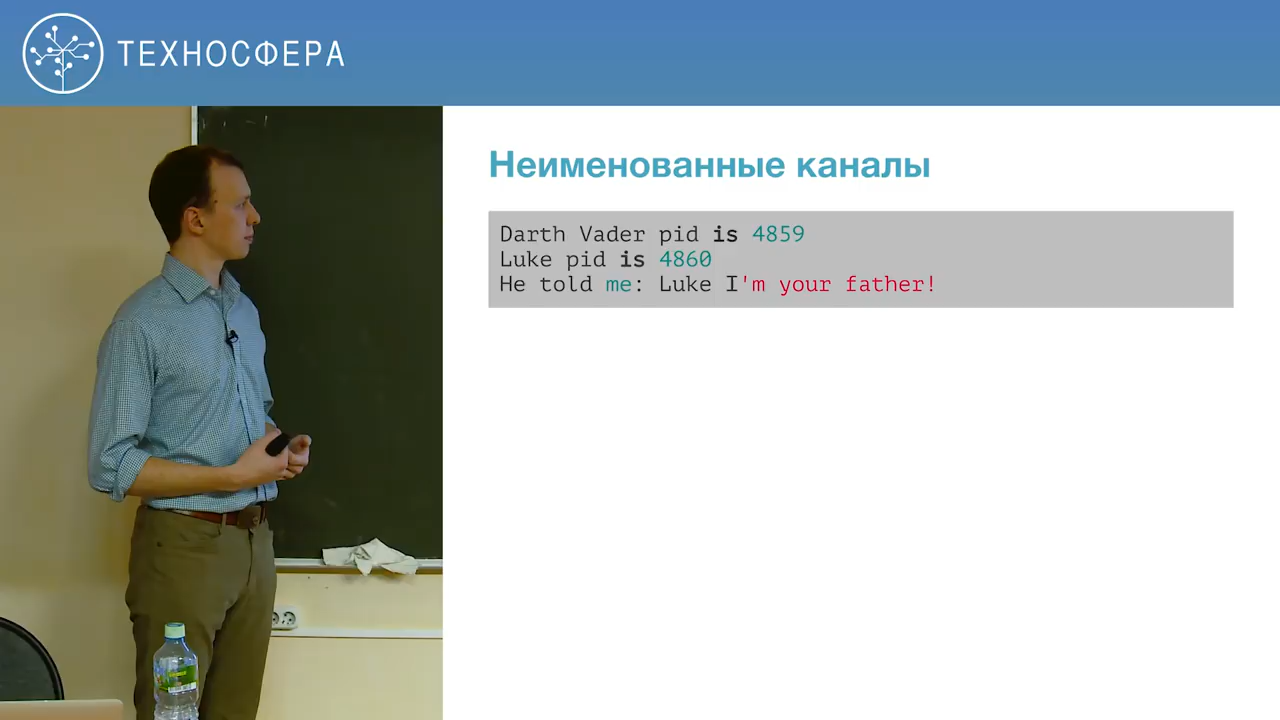 ТЕХНОСФЕРА
Неименованные каналы
Darth Vader pid is 4859
Luke pid is 4860
He told me: Luke I'm your father!